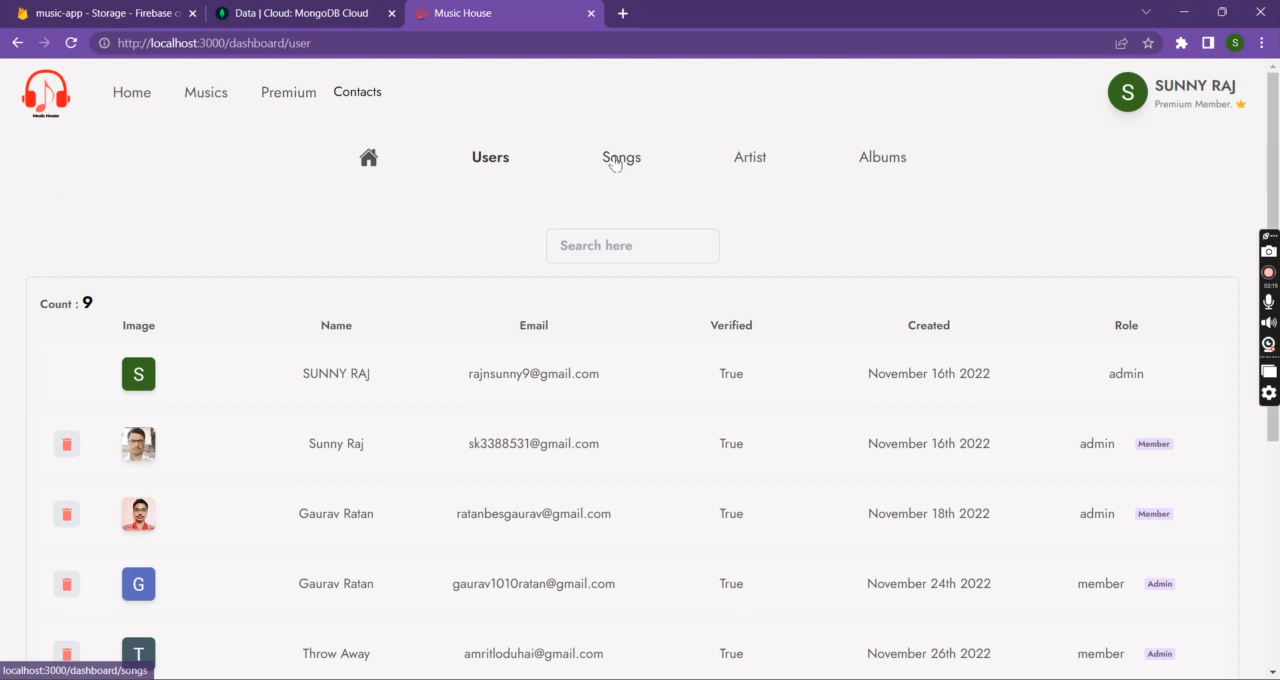 music-app - Storage - Firebase c
Data | Cloud: MongoDB Cloud
Music House
http://localhost:3000/dashboard/user
S
Music House
Home Musics Premium Contacts
S SUNNY RAJ
Premium Member.
Users Songs Artist Albums
Search here
Count : 9
Image Name Email Verified Created Role
S SUNNY RAJ rajnsunny9@gmail.com True November 16th 2022 admin
Sunny Raj sk3388531@gmail.com True November 16th 2022 admin Member
Gaurav Ratan ratanbesgaurav@gmail.com True November 18th 2022 admin Member
G Gaurav Ratan gaurav1010ratan@gmail.com True November 24th 2022 member Admin
T Throw Away amritloduhai@gmail.com True November 26th 2022 member Admin
localhost:3000/dashboard/songs
02:15